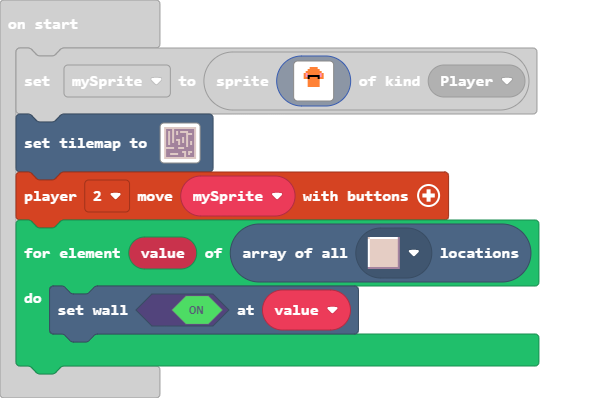 on start
set mySprite to sprite of kind Player
set tilemap to
player 2 move mySprite with buttons
for element value of array of all locations
do
set wall ON at value